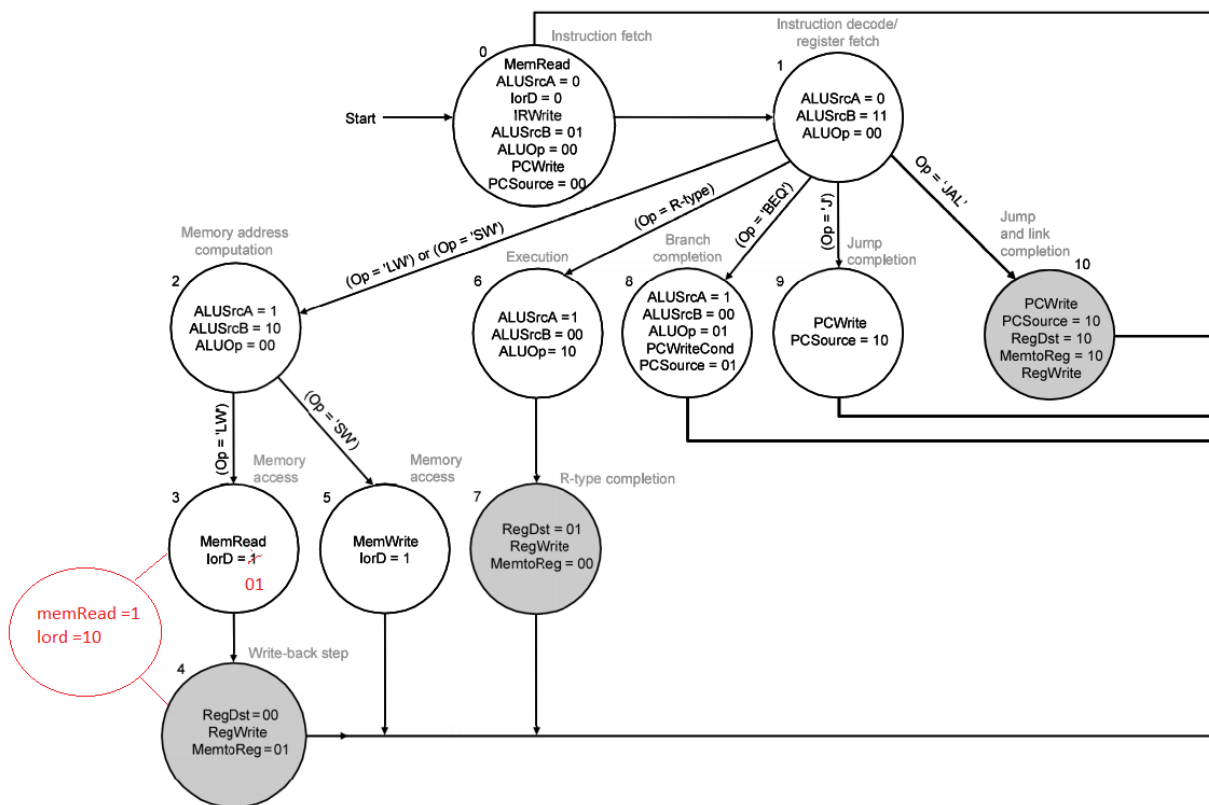 Instruction fetch
0
MemRead
ALUSrcA = 0
IorD = 0
IRWrite
ALUSrcB = 01
ALUOp = 00
PCWrite
PCSource = 00
Start
Instruction decode/
register fetch
1
ALUSrcA = 0
ALUSrcB = 11
ALUOp = 00
(Op = 'LW') or (Op = 'SW')
(Op = R-type)
(Op = 'BEQ')
(Op = 'J')
Op = 'JAL'
Memory address
computation
2
ALUSrcA = 1
ALUSrcB = 10
ALUOp = 00
Execution
6
ALUSrcA =1
ALUSrcB = 00
ALUOp= 10
Branch
completion
8
ALUSrcA = 1
ALUSrcB = 00
ALUOp = 01
PCWriteCond
PCSource = 01
Jump
completion
9
PCWrite
PCSource = 10
Jump
and link
completion
10
PCWrite
PCSource = 10
RegDst = 10
MemtoReg = 10
RegWrite
(Op = 'LW')
(Op = 'SW')
Memory
access
3
MemRead
IorD = 1
01
Memory
access
5
MemWrite
IorD = 1
R-type completion
7
RegDst = 01
RegWrite
MemtoReg = 00
memRead =1
Iord =10
Write-back step
4
RegDst = 00
RegWrite
MemtoReg = 01